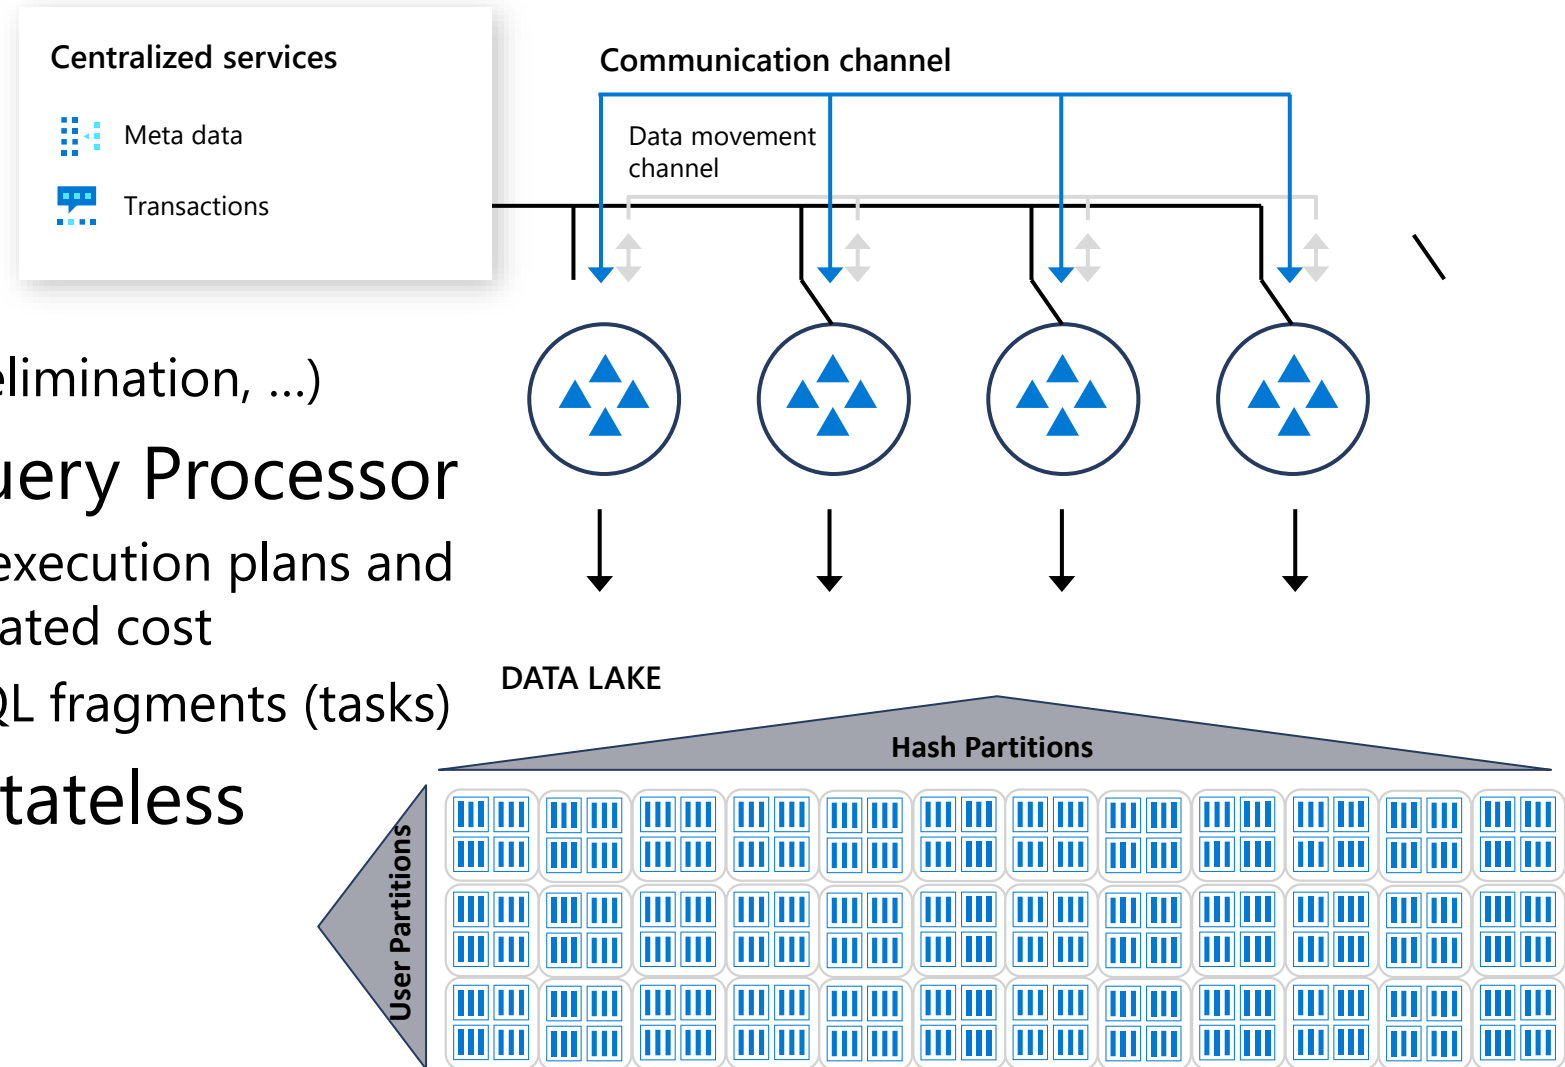 Centralized services
Meta data
Transactions
Communication channel
Data movement
channel
elimination, ...)
uery Processor
execution plans and
ated cost
QL fragments (tasks)
tateless
DATA LAKE
Hash Partitions
User Partitions